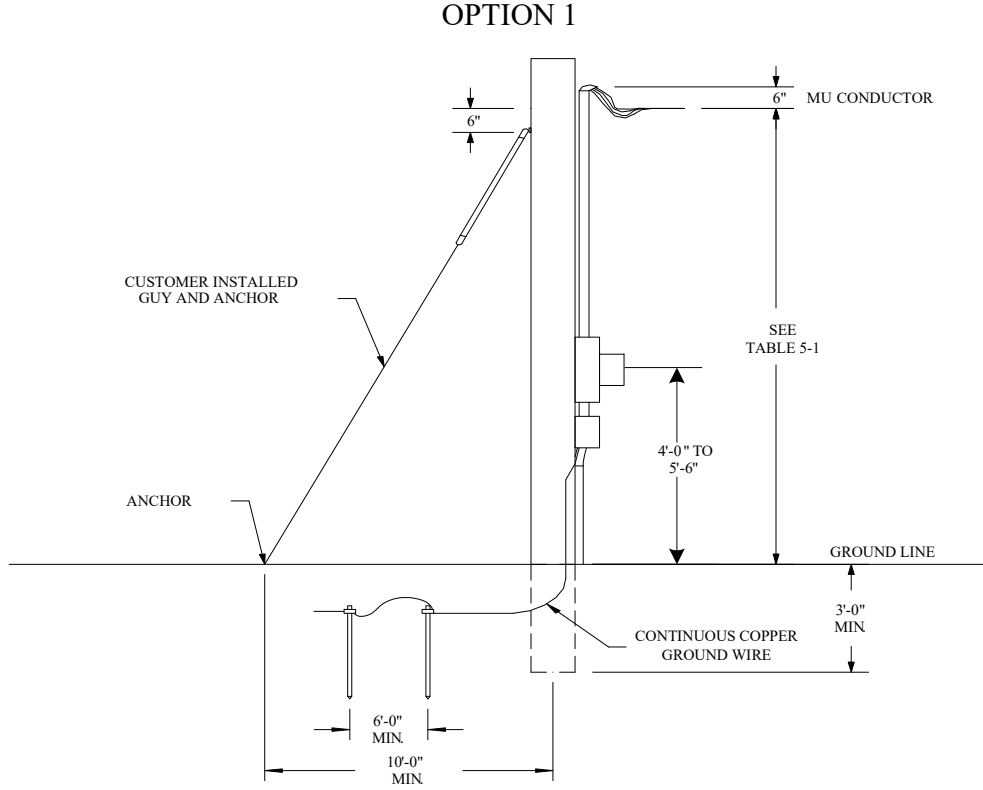 OPTION 1
6"
MU CONDUCTOR
6"
CUSTOMER INSTALLED
GUY AND ANCHOR
SEE
TABLE 5-1
4'-0" TO
5'-6"
ANCHOR
GROUND LINE
3'-0"
MIN.
CONTINUOUS COPPER
GROUND WIRE
6'-0"
MIN.
10'-0"
MIN.